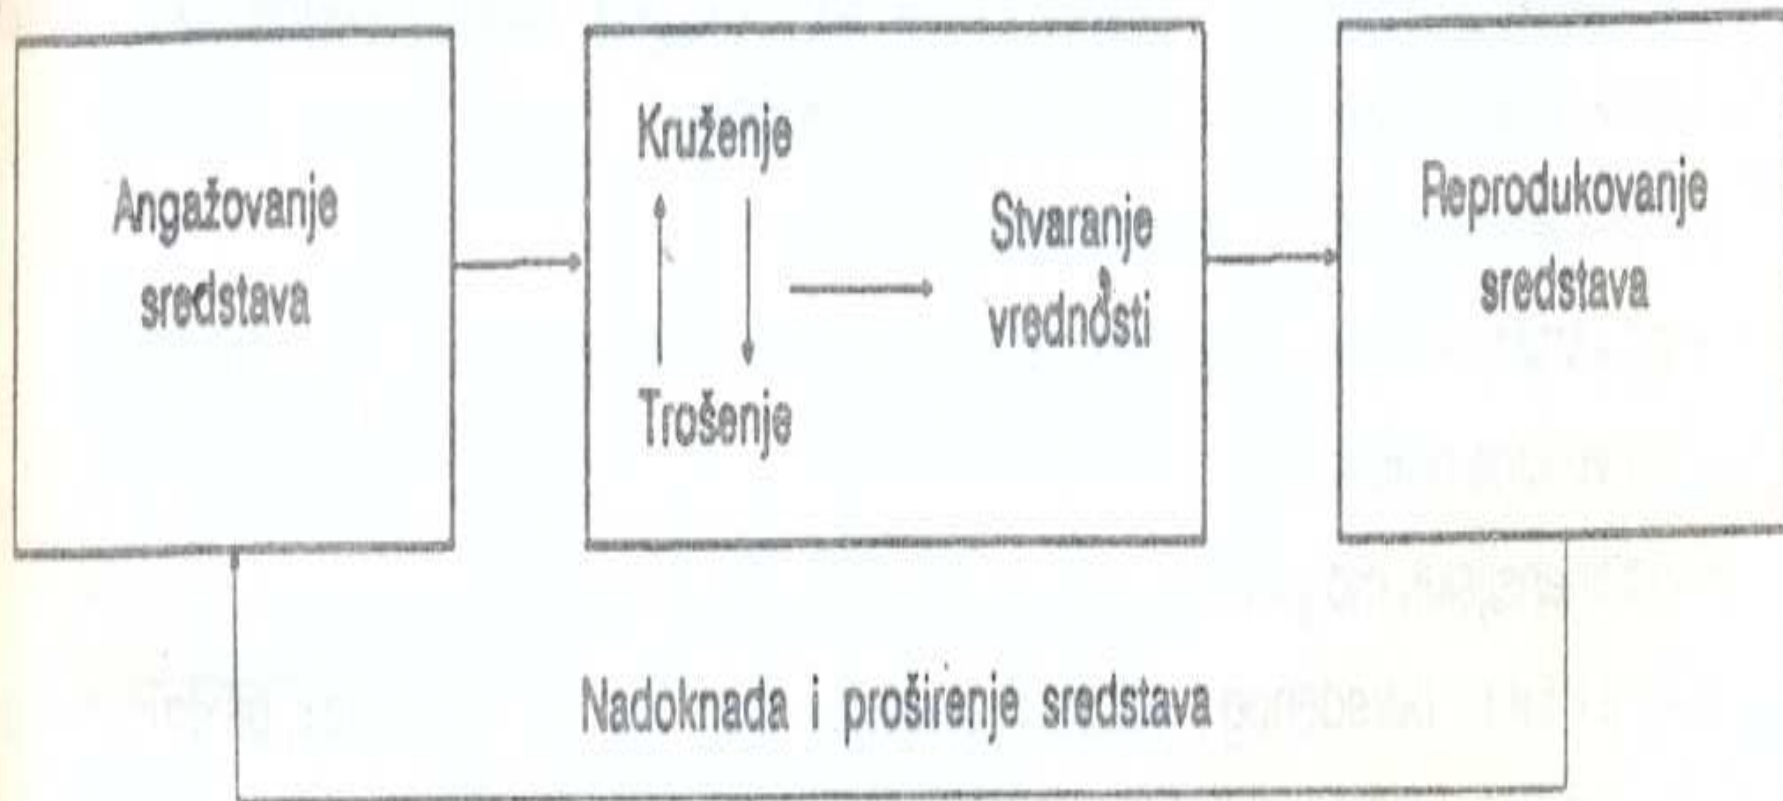 Angažovanje
sredstava
Kruženje
Trošenje
Stvaranje
vrednosti
Reprodukovanje
sredstava
Nadoknada i proširenje sredstava